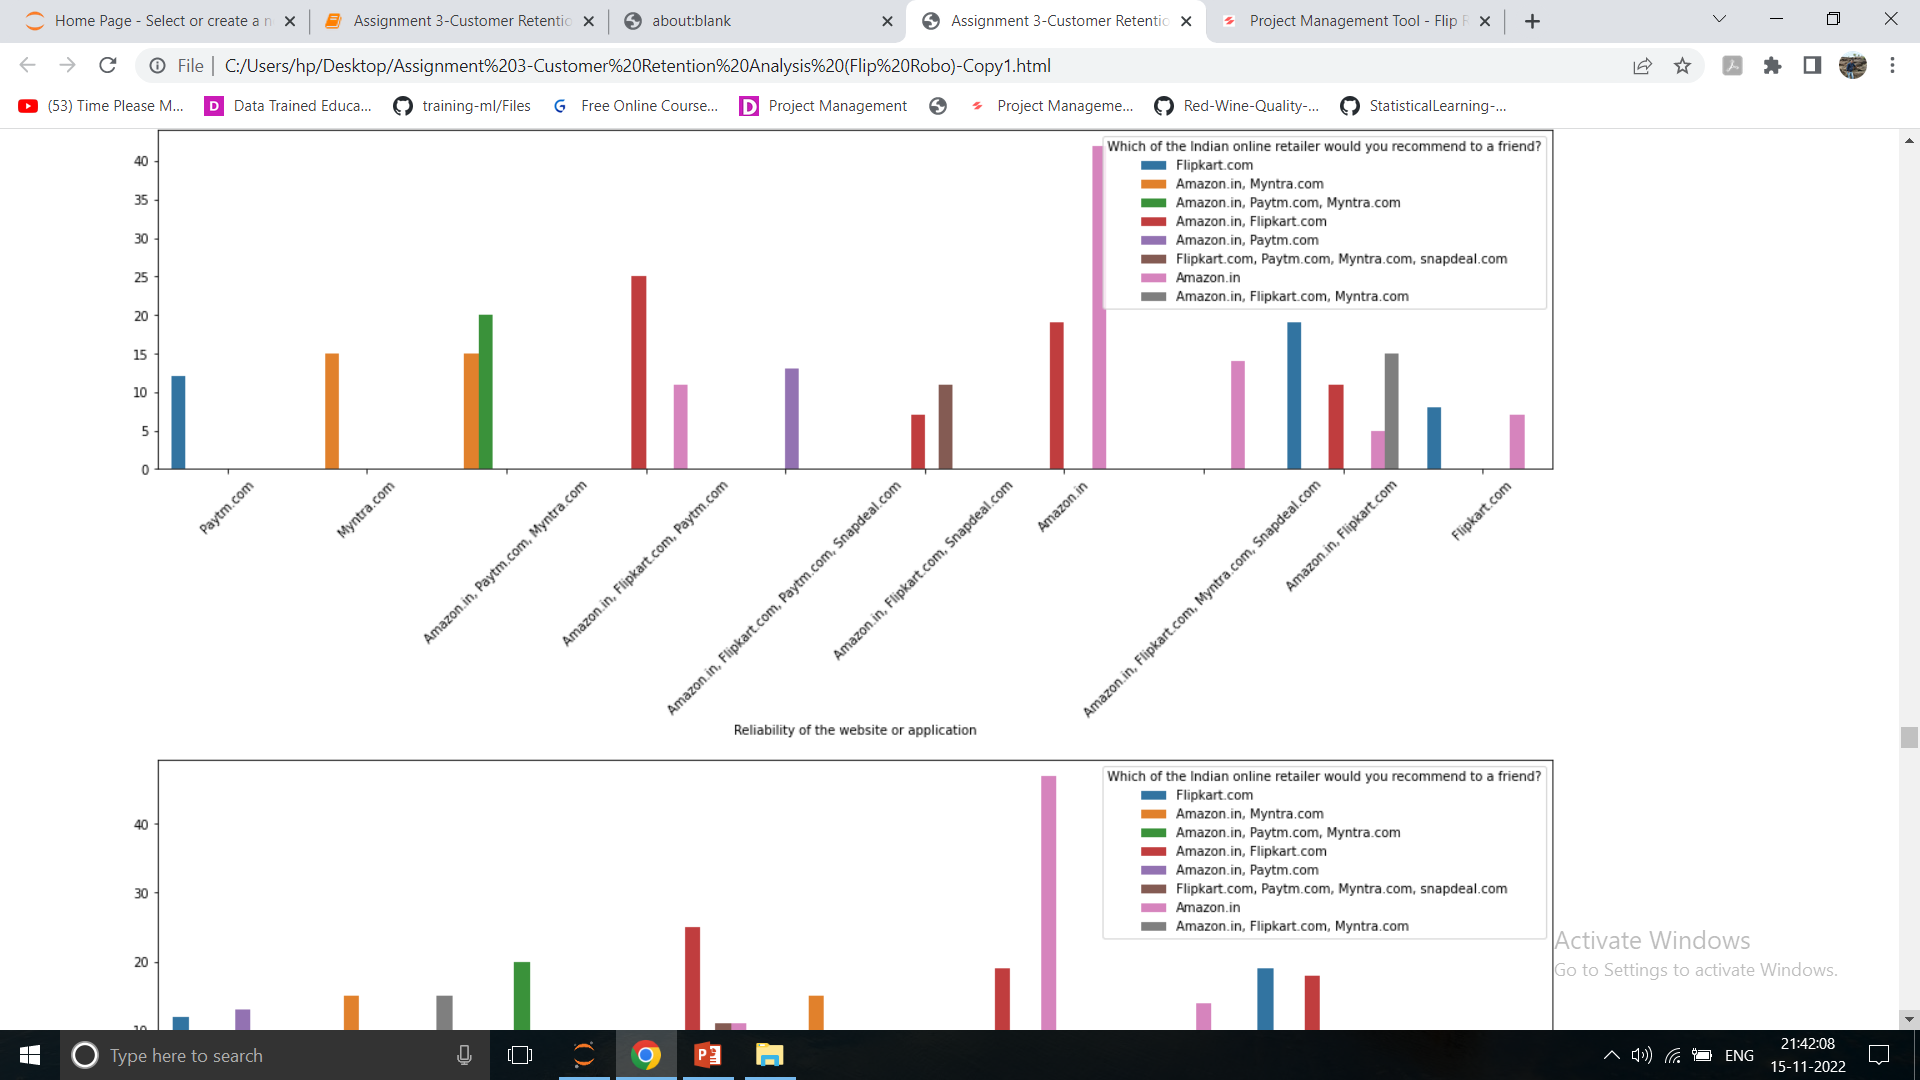 Home Page - Select or create a n
Assignment 3-Customer Retentio
about:blank
Assignment 3-Customer Retentio
Project Management Tool - Flip R
File
C:/Users/hp/Desktop/Assignment%203-Customer%20Retention%20Analysis%20(Flip%20Robo)-Copy1.html
(53) Time Please M...
Data Trained Educa...
training-ml/Files
Free Online Course...
Project Management
Project Manageme...
Red-Wine-Quality-...
StatisticalLearning-...
40
35
30
25
20
15
10
5
0
Which of the Indian online retailer would you recommend to a friend?
Flipkart.com
Amazon.in, Myntra.com
Amazon.in, Paytm.com, Myntra.com
Amazon.in, Flipkart.com
Amazon.in, Paytm.com
Flipkart.com, Paytm.com, Myntra.com, snapdeal.com
Amazon.in
Amazon.in, Flipkart.com, Myntra.com
Paytm.com
Myntra.com
Amazon.in, Paytm.com, Myntra.com
Amazon.in, Flipkart.com, Paytm.com
Amazon.in, Flipkart.com, Paytm.com, Snapdeal.com
Amazon.in, Flipkart.com, Snapdeal.com
Amazon.in
Amazon.in, Flipkart.com, Myntra.com, Snapdeal.com
Amazon.in, Flipkart.com
Flipkart.com
Reliability of the website or application
40
30
20
10
Which of the Indian online retailer would you recommend to a friend?
Flipkart.com
Amazon.in, Myntra.com
Amazon.in, Paytm.com, Myntra.com
Amazon.in, Flipkart.com
Amazon.in, Paytm.com
Flipkart.com, Paytm.com, Myntra.com, snapdeal.com
Amazon.in
Amazon.in, Flipkart.com, Myntra.com
Activate Windows
Go to Settings to activate Windows.
Type here to search
ENG
21:42:08
15-11-2022